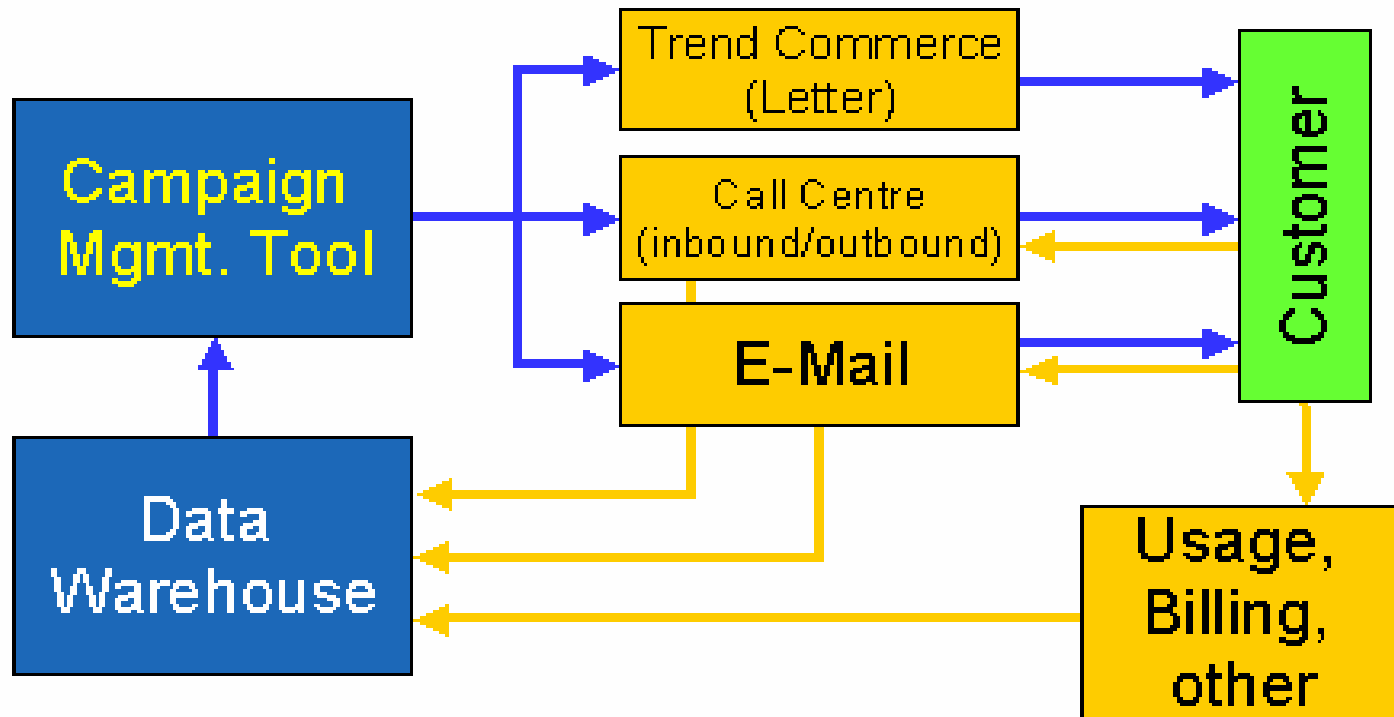 Trend Commerce
(Letter)
Campaign
Mgmt. Tool
Call Centre
(inbound/outbound)
E-Mail
Customer
Data
Warehouse
Usage,
Billing,
other